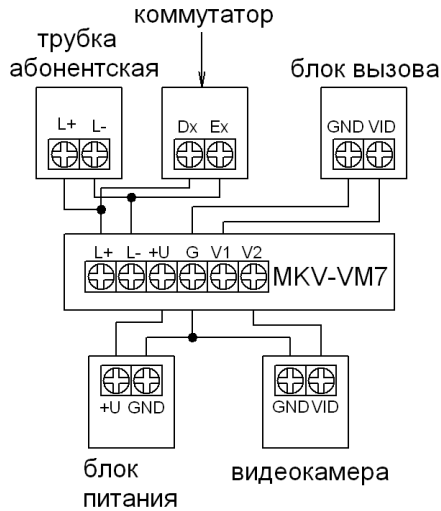 коммутатор
трубка
абонентская
блок вызова
L+ L-
Dx Ex
GND VID
L+ L- +U G V1 V2
MKV-VM7
+U GND
GND VID
блок
питания
видеокамера